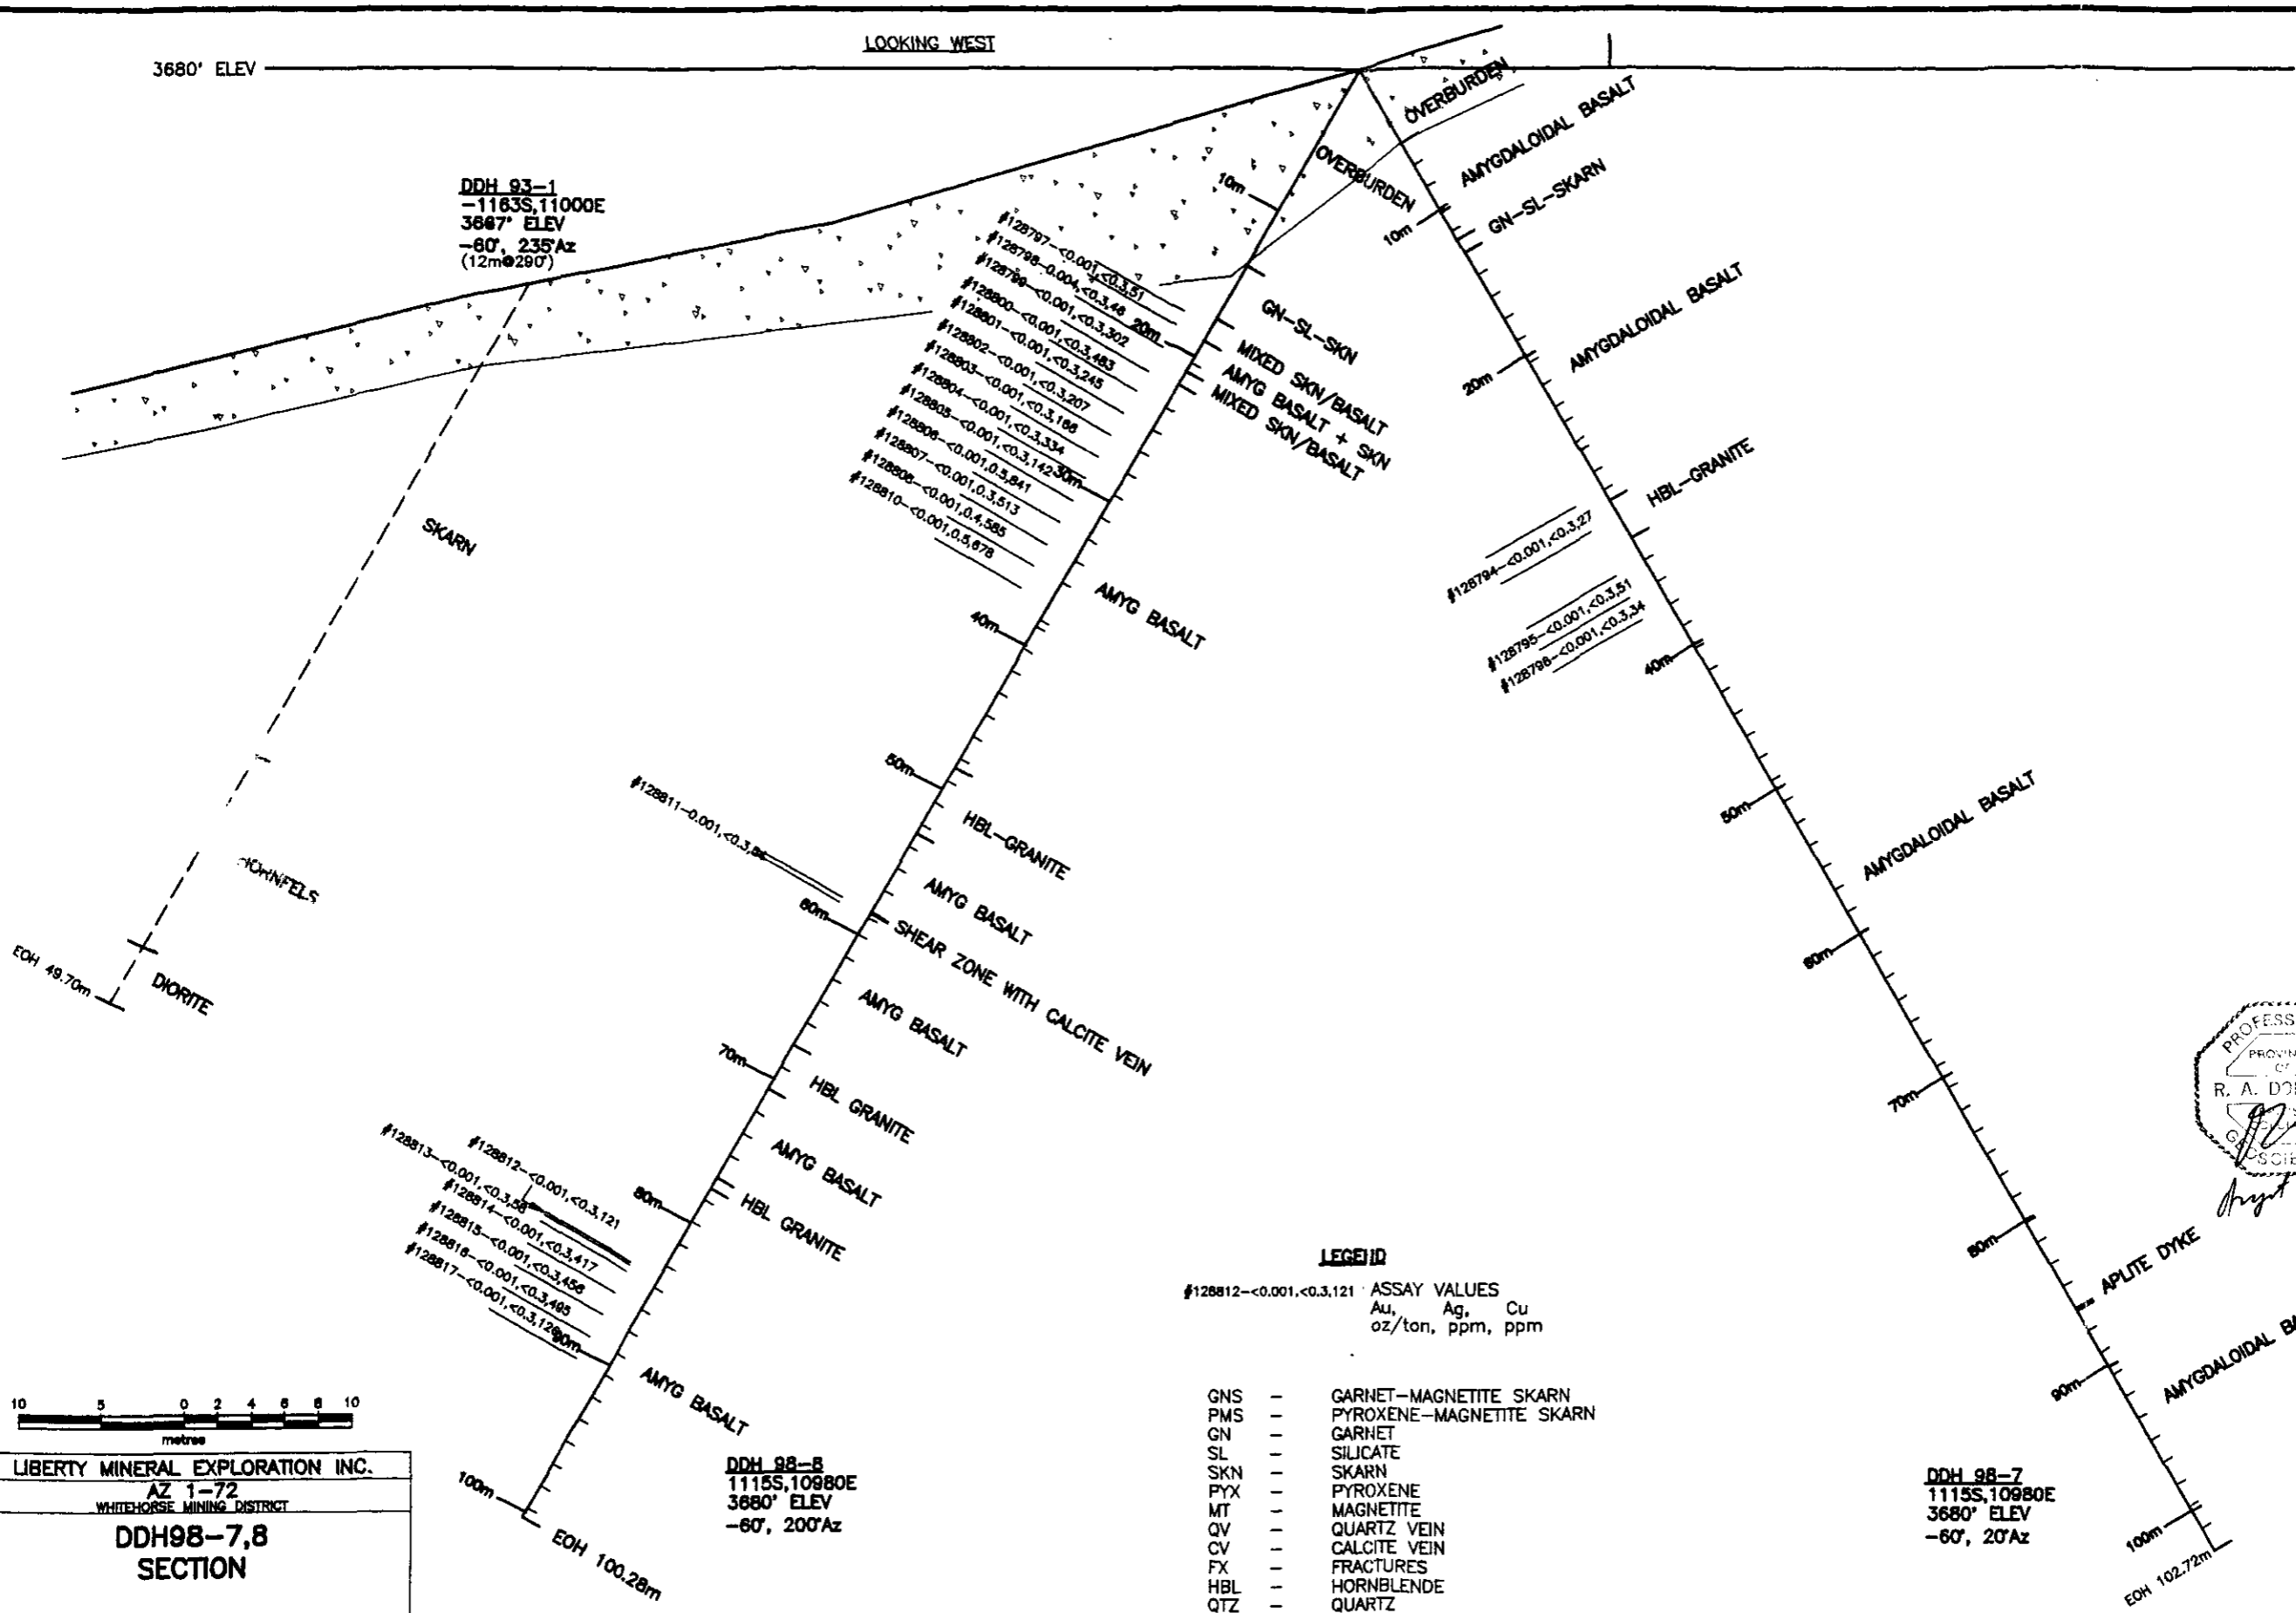 LOOKING WEST
3680' ELEV
DDH 93-1
-1163S,11000E
3667' ELEV
-60°, 235°Az
(12m@290°)
SKARN
HORNFELS
DIORITE
EOH 49.70m
10m
#128797-<0.001,<0.3,51
#128798-0.004,<0.3,46
#128799-<0.001,<0.3,302
#128800-<0.001,<0.3,483
#128801-<0.001,<0.3,245
#128802-<0.001,<0.3,207
#128803-<0.001,<0.3,166
#128804-<0.001,<0.3,334
#128805-<0.001,<0.3,142
#128806-<0.001,0.5,841
#128807-<0.001,0.3,513
#128808-<0.001,0.4,585
#128810-<0.001,0.5,678
20m
30m
40m
50m
#128811-0.001,<0.3,
60m
70m
#128812-<0.001,<0.3,121
#128813-<0.001,<0.3,
#128814-<0.001,<0.3,417
#128815-<0.001,<0.3,456
#128816-<0.001,<0.3,495
#128817-<0.001,<0.3,
80m
90m
100m
EOH 100.28m
OVERBURDEN
GN-SL-SKN
MIXED SKN/BASALT
AMYG BASALT + SKN
MIXED SKN/BASALT
AMYG BASALT
HBL-GRANITE
AMYG BASALT
SHEAR ZONE WITH CALCITE VEIN
AMYG BASALT
HBL GRANITE
AMYG BASALT
HBL GRANITE
AMYG BASALT
DDH 98-8
1115S,10980E
3680' ELEV
-60°, 200°Az
OVERBURDEN
AMYGDALOIDAL BASALT
GN-SL-SKARN
AMYGDALOIDAL BASALT
HBL-GRANITE
AMYGDALOIDAL BASALT
APLITE DYKE
AMYGDALOIDAL BA
10m
20m
#128794-<0.001,<0.3,27
#128795-<0.001,<0.3,51
#128796-<0.001,<0.3,34
40m
50m
60m
70m
80m
90m
100m
EOH 102.72m
DDH 98-7
1115S,10980E
3680' ELEV
-60°, 20°Az
PROFESS
PROVIN
OF
R. A. DO
LEGEND
#128812-<0.001,<0.3,121 ASSAY VALUES
Au, Ag, Cu
oz/ton, ppm, ppm
GNS - GARNET-MAGNETITE SKARN
PMS - PYROXENE-MAGNETITE SKARN
GN - GARNET
SL - SILICATE
SKN - SKARN
PYX - PYROXENE
MT - MAGNETITE
QV - QUARTZ VEIN
CV - CALCITE VEIN
FX - FRACTURES
HBL - HORNBLENDE
QTZ - QUARTZ
10 5 0 2 4 6 8 10
metres
LIBERTY MINERAL EXPLORATION INC.
AZ 1-72
WHITEHORSE MINING DISTRICT
DDH98-7,8
SECTION